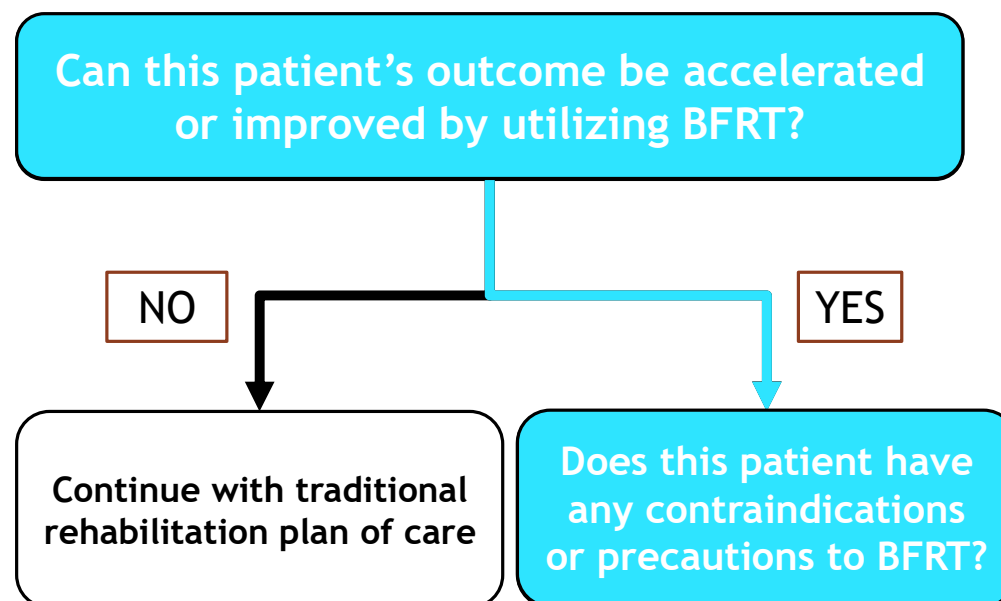 Can this patient’s outcome be accelerated
or improved by utilizing BFRT?
NO
YES
Continue with traditional
rehabilitation plan of care
Does this patient have
any contraindications
or precautions to BFRT?